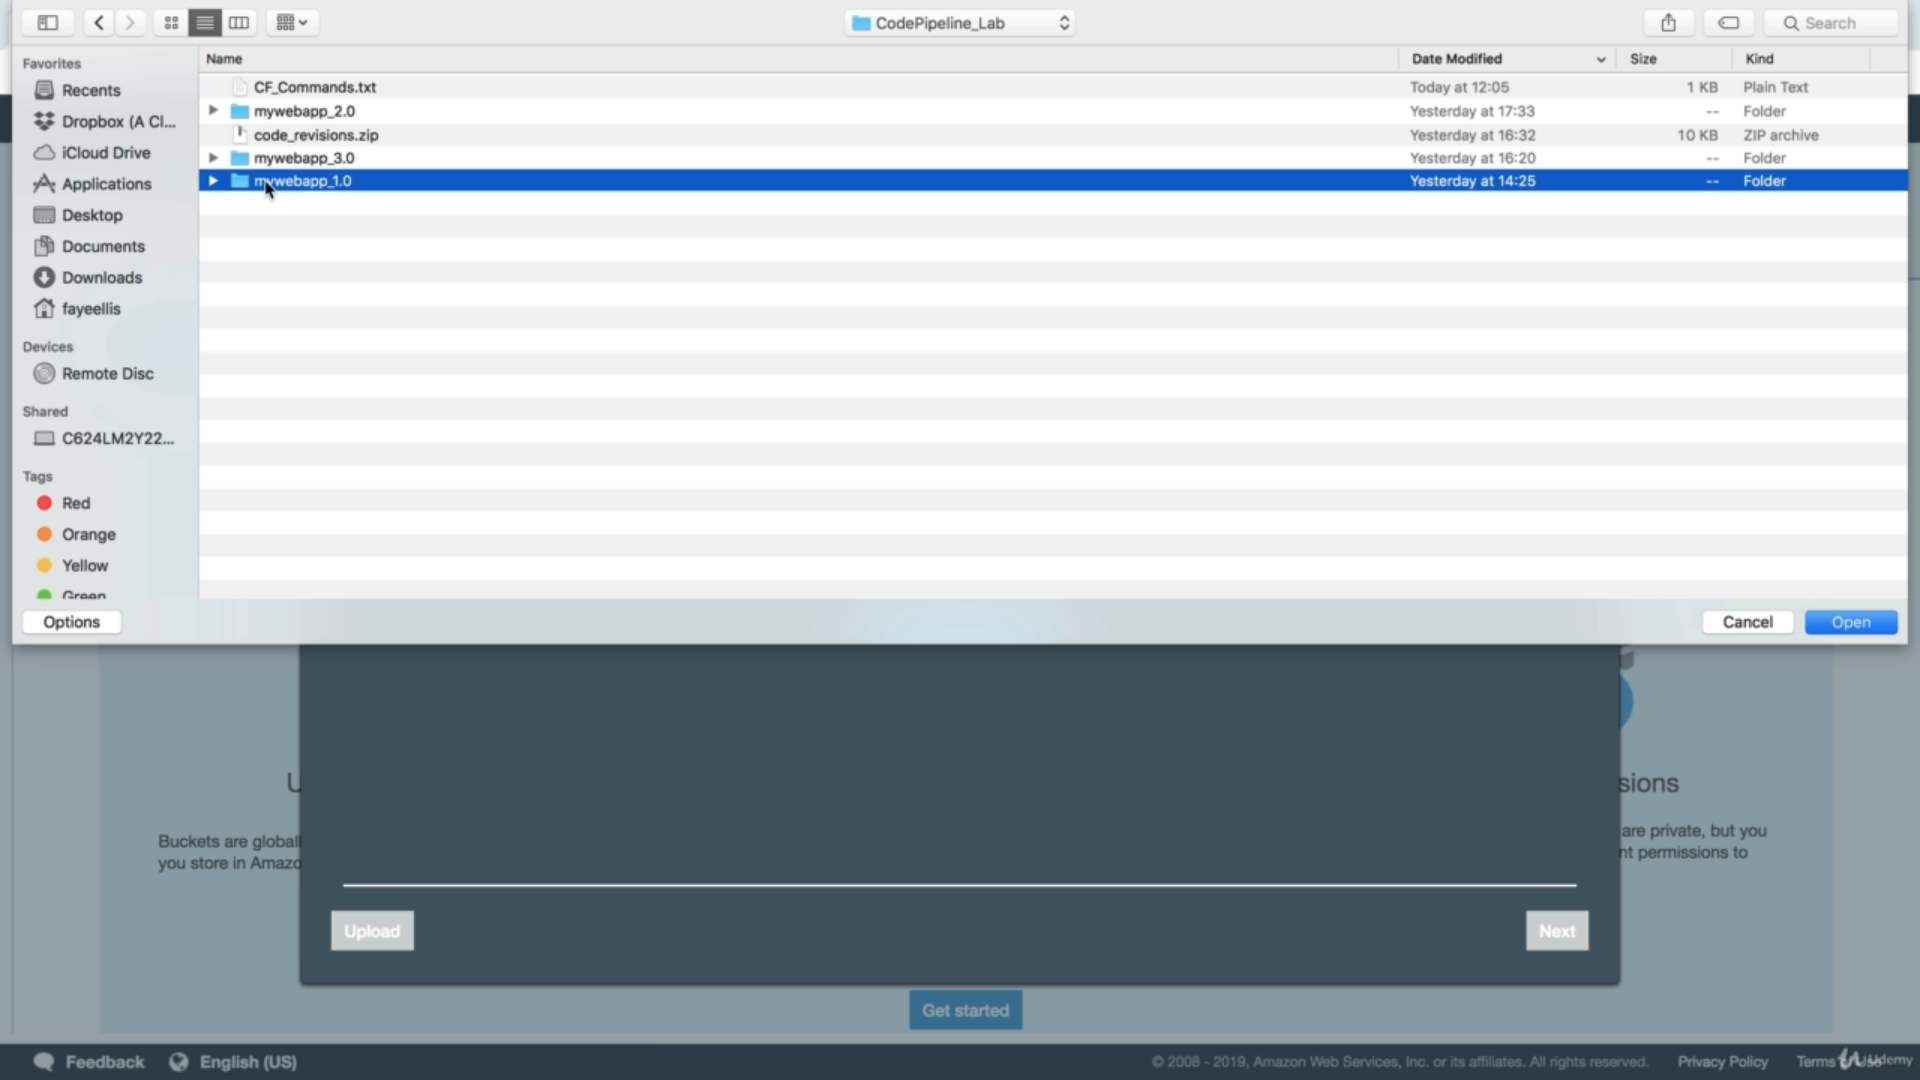 CodePipeline_Lab
Search
Favorites
Recents
Dropbox (A Cl...
iCloud Drive
Applications
Desktop
Documents
Downloads
fayeellis
Devices
Remote Disc
Shared
C624LM2Y22...
Tags
Red
Orange
Yellow
Green
Name Date Modified Size Kind
CF_Commands.txt Today at 12:05 1 KB Plain Text
mywebapp_2.0 Yesterday at 17:33 -- Folder
code_revisions.zip Yesterday at 16:32 10 KB ZIP archive
mywebapp_3.0 Yesterday at 16:20 -- Folder
mywebapp_1.0 Yesterday at 14:25 -- Folder
Options Cancel Open
U
Buckets are globall
you store in Amazo
sions
are private, but you
nt permissions to
Upload Next
Get started
Feedback English (US) © 2008 - 2019, Amazon Web Services, Inc. or its affiliates. All rights reserved. Privacy Policy Terms
Udemy